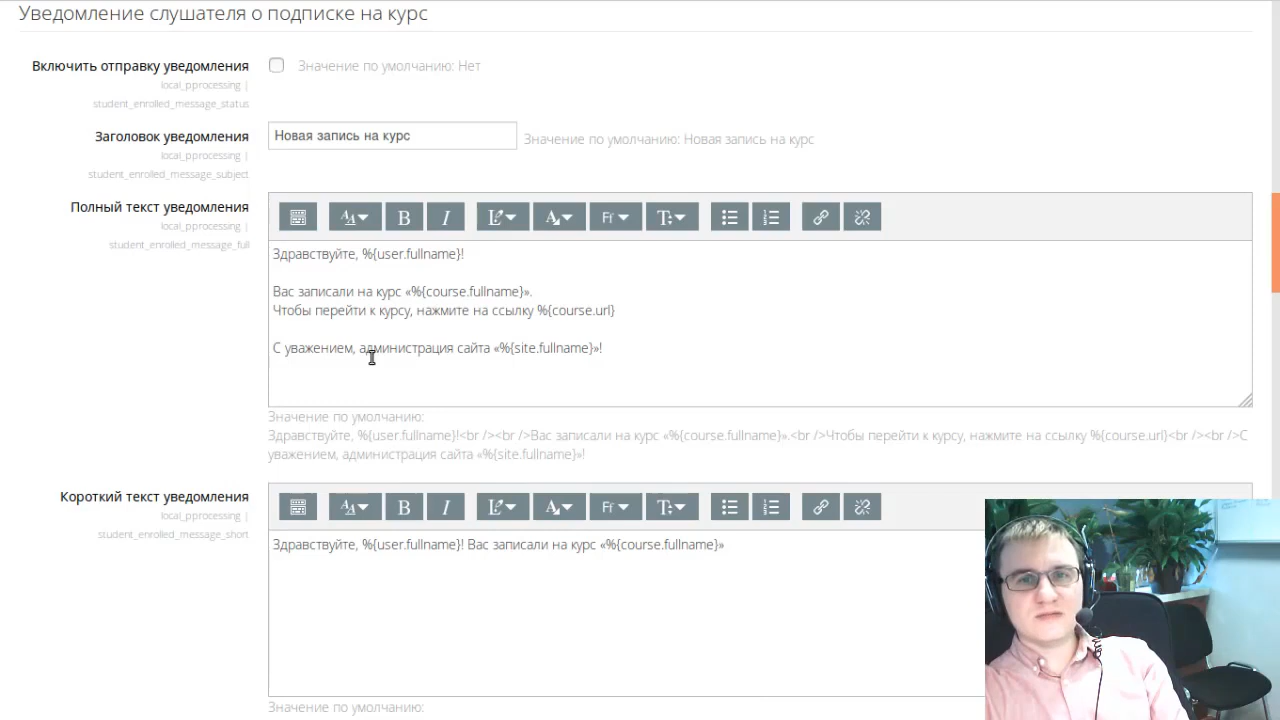 Уведомление слушателя о подписке на курс
Включить отправку уведомления
local_pprocessing |
student_enrolled_message_status
Значение по умолчанию: Нет
Заголовок уведомления
local_pprocessing |
student_enrolled_message_subject
Новая запись на курс
Значение по умолчанию: Новая запись на курс
Полный текст уведомления
local_pprocessing |
student_enrolled_message_full
Здравствуйте, %{user.fullname}!
Вас записали на курс «%{course.fullname}».
Чтобы перейти к курсу, нажмите на ссылку %{course.url}
С уважением, администрация сайта «%{site.fullname}»!
Значение по умолчанию:
Здравствуйте, %{user.fullname}!<br /><br />Вас записали на курс «%{course.fullname}».<br />Чтобы перейти к курсу, нажмите на ссылку %{course.url}<br /><br />С
уважением, администрация сайта «%{site.fullname}»!
Короткий текст уведомления
local_pprocessing |
student_enrolled_message_short
Здравствуйте, %{user.fullname}! Вас записали на курс «%{course.fullname}»
Значение по умолчанию: